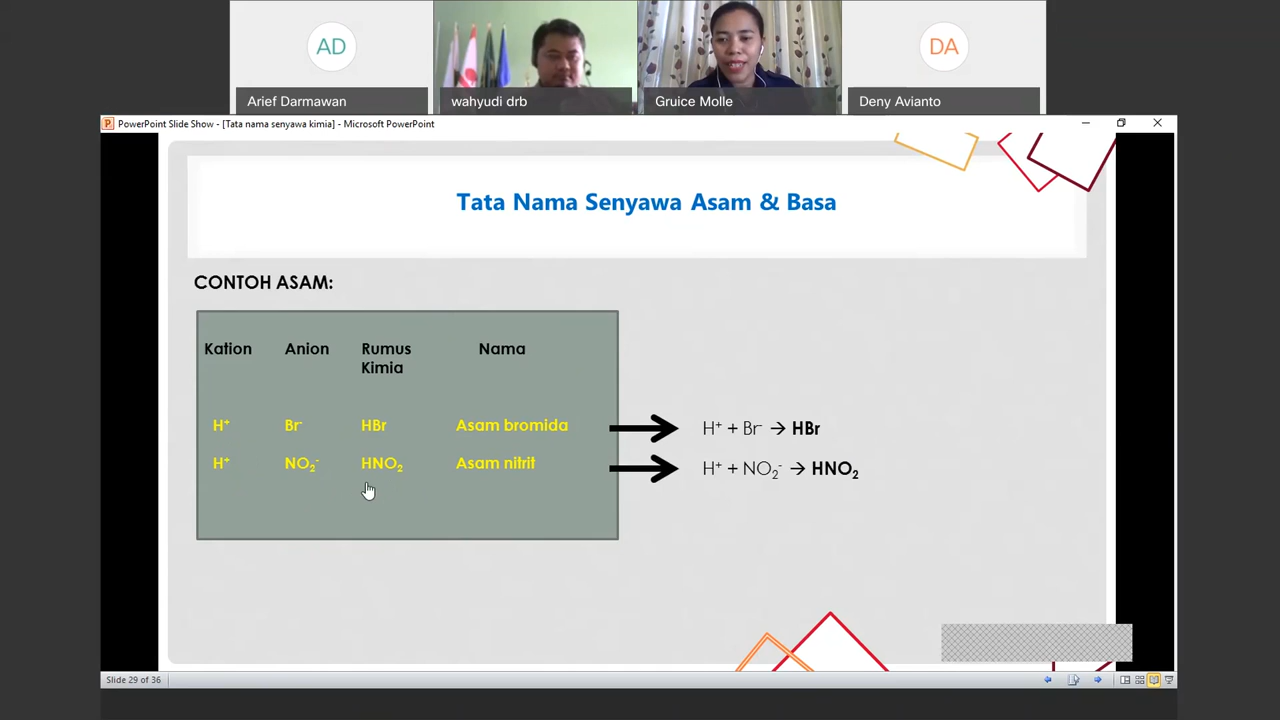 AD
DA
Arief Darmawan
wahyudi drb
Gruice Molle
Deny Avianto
PowerPoint Slide Show - [Tata nama senyawa kimia] - Microsoft PowerPoint
Tata Nama Senyawa Asam & Basa
CONTOH ASAM:
Kation Anion Rumus Kimia Nama
H⁺ Br⁻ HBr Asam bromida
H⁺ + Br⁻ → HBr
H⁺ NO₂⁻ HNO₂ Asam nitrit
H⁺ + NO₂⁻ → HNO₂
Slide 29 of 36